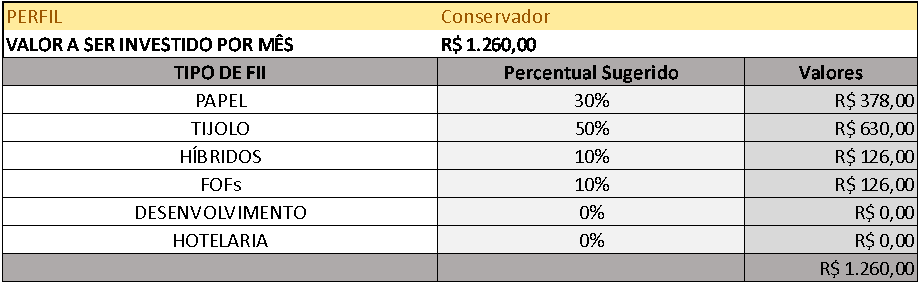 PERFIL Conservador
VALOR A SER INVESTIDO POR MÊS R$ 1.260,00
TIPO DE FII Percentual Sugerido Valores
PAPEL 30% R$ 378,00
TIJOLO 50% R$ 630,00
HÍBRIDOS 10% R$ 126,00
FOFs 10% R$ 126,00
DESENVOLVIMENTO 0% R$ 0,00
HOTELARIA 0% R$ 0,00
R$ 1.260,00